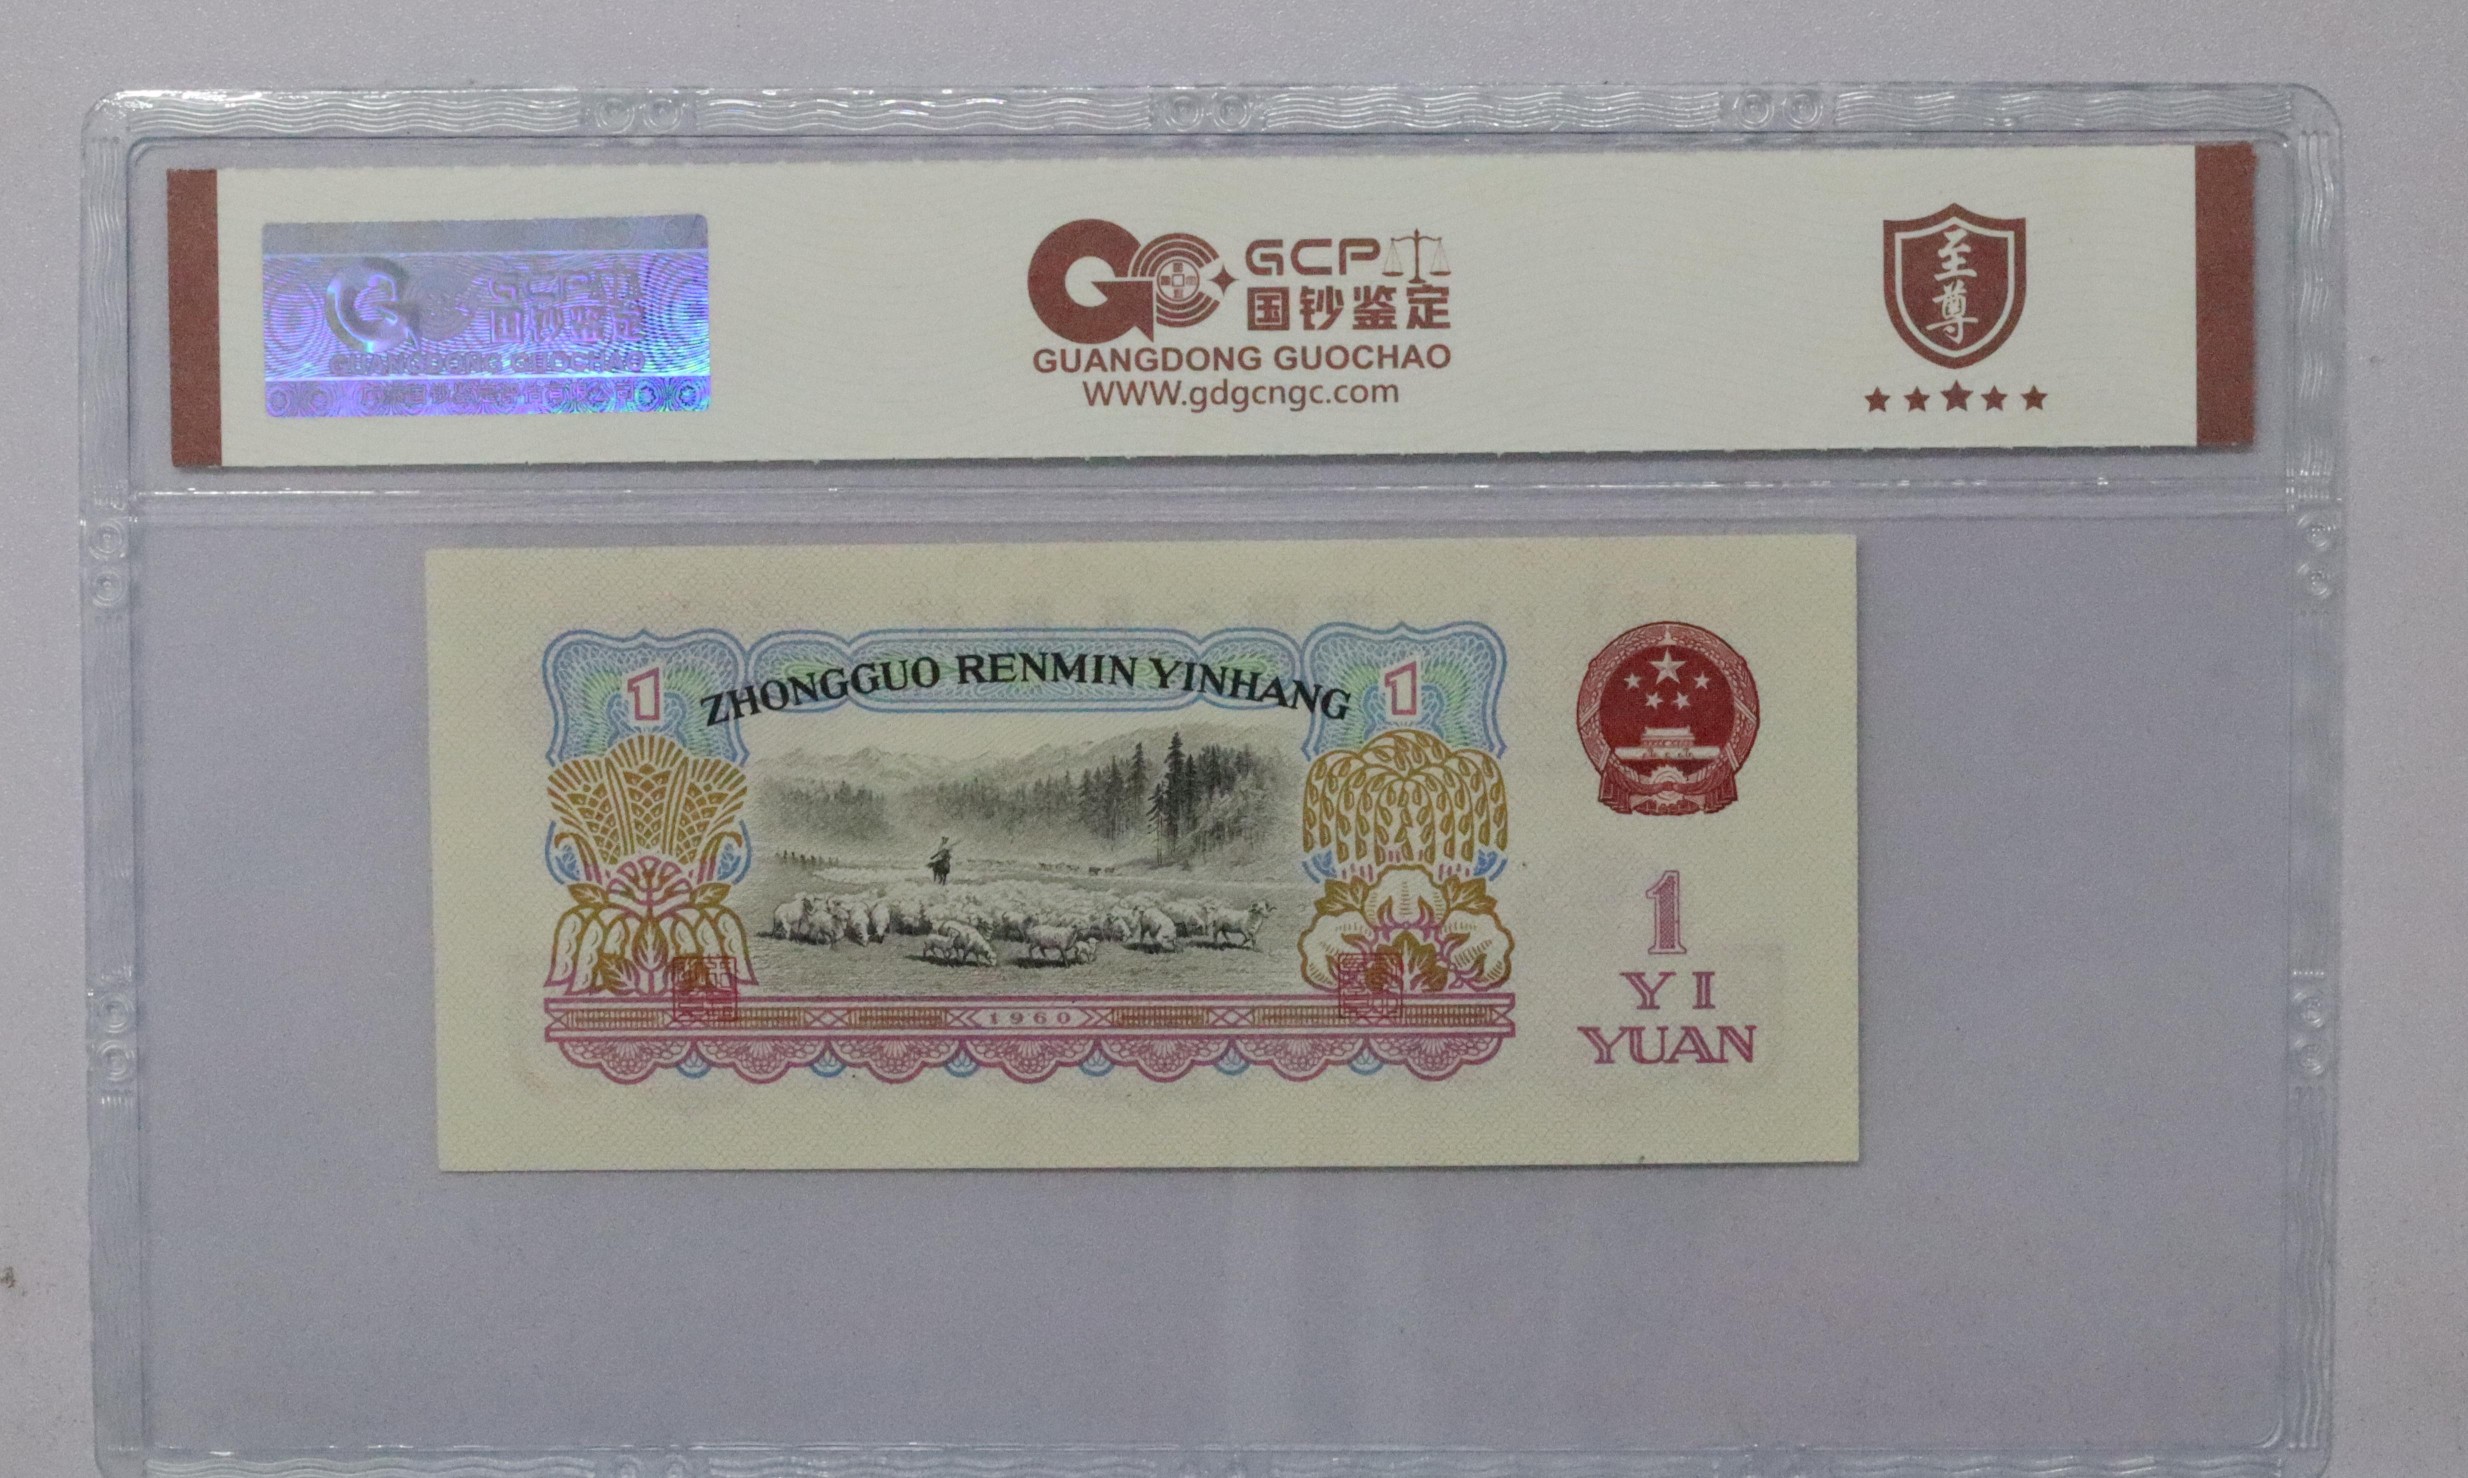 GCP
国钞鉴定
GUANGDONG GUOCHAO
GCP
国钞鉴定
GUANGDONG GUOCHAO
WWW.gdgcngc.com
至尊
1
ZHONGGUO RENMIN YINHANG
1
1960
1
YI
YUAN